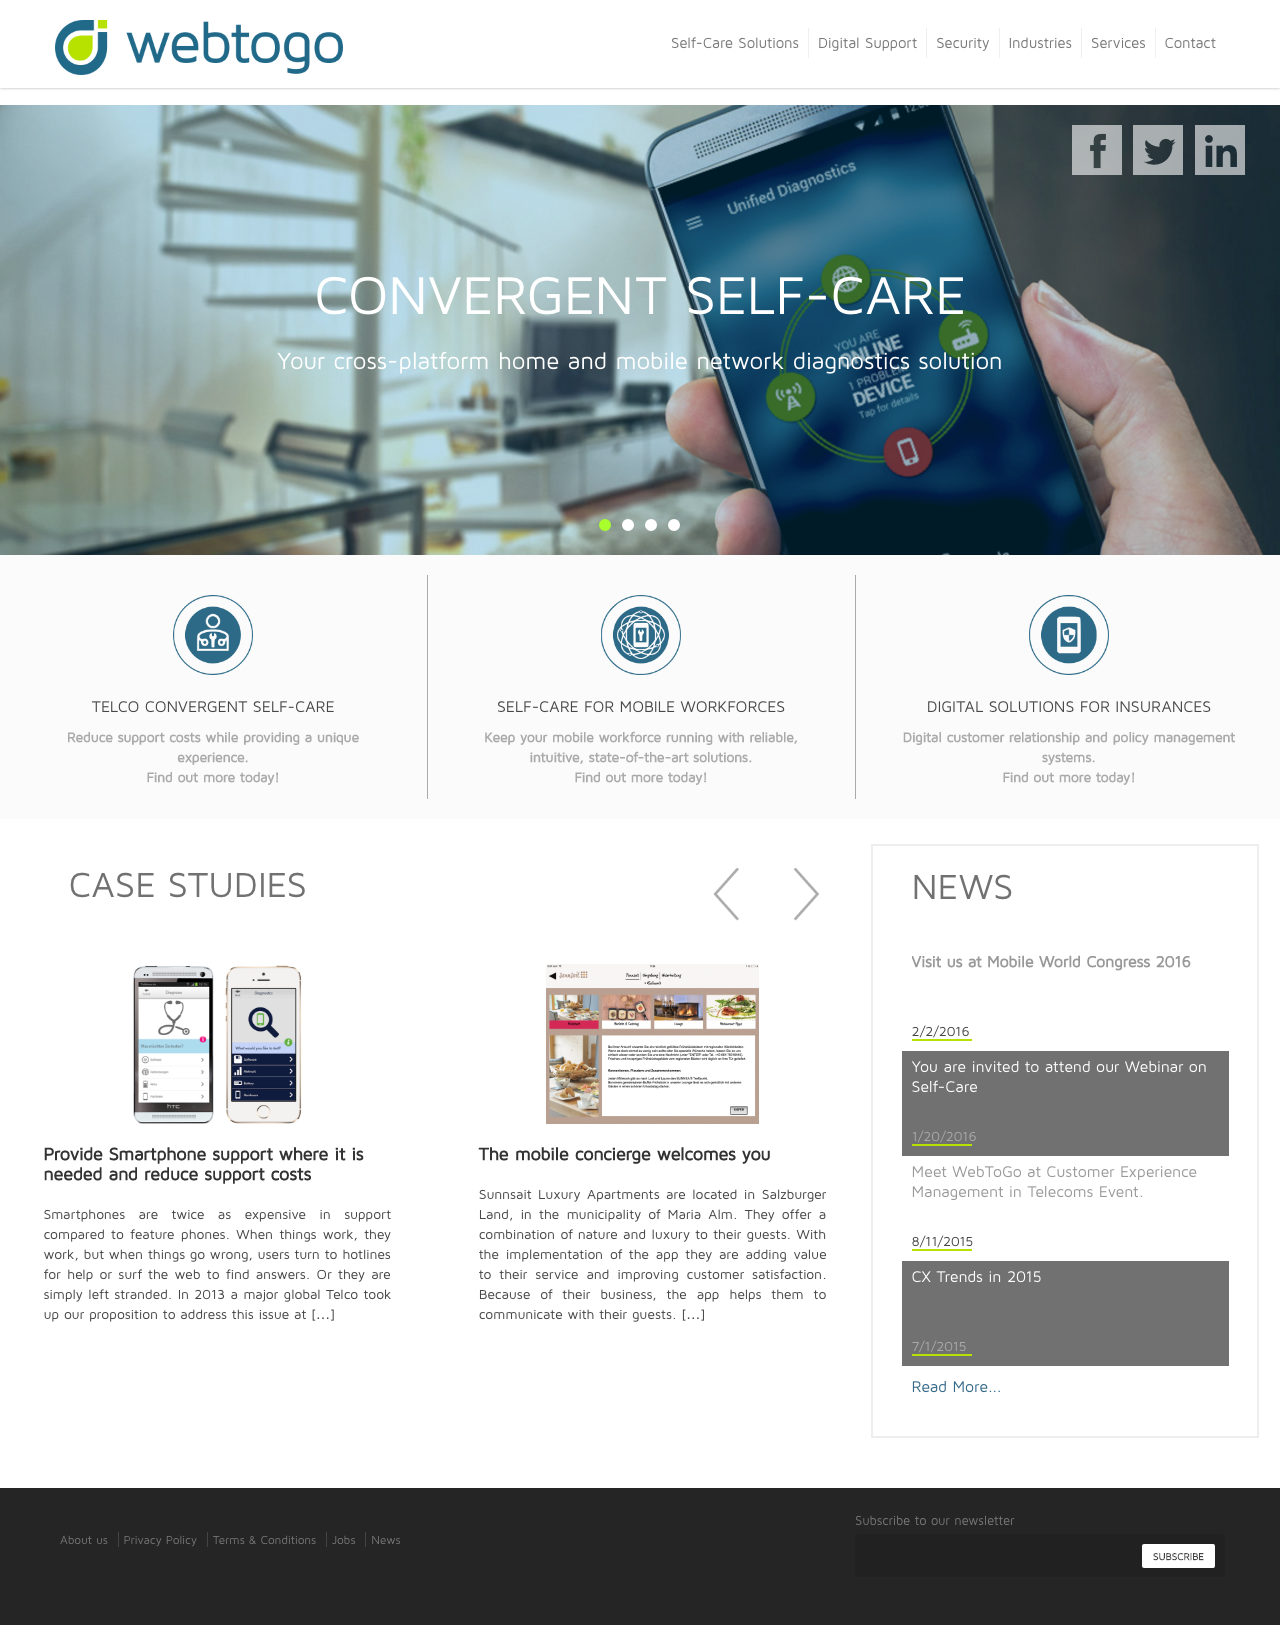 webtogo
Self-Care Solutions
Digital Support
Security
Industries
Services
Contact
Unified Diagnostics
CONVERGENT SELF-CARE
YOU ARE
ONLINE
1 PROBLEM
DEVICE
Tap for details
Your cross-platform home and mobile network diagnostics solution
TELCO CONVERGENT SELF-CARE
Reduce support costs while providing a unique
experience.
Find out more today!
SELF-CARE FOR MOBILE WORKFORCES
Keep your mobile workforce running with reliable,
intuitive, state-of-the-art solutions.
Find out more today!
DIGITAL SOLUTIONS FOR INSURANCES
Digital customer relationship and policy management
systems.
Find out more today!
CASE STUDIES
hTC
Provide Smartphone support where it is
needed and reduce support costs
Smartphones are twice as expensive in support
compared to feature phones. When things work, they
work, but when things go wrong, users turn to hotlines
for help or surf the web to find answers. Or they are
simply left stranded. In 2013 a major global Telco took
up our proposition to address this issue at [...]
The mobile concierge welcomes you
Sunnsait Luxury Apartments are located in Salzburger
Land, in the municipality of Maria Alm. They offer a
combination of nature and luxury to their guests. With
the implementation of the app they are adding value
to their service and improving customer satisfaction.
Because of their business, the app helps them to
communicate with their guests. [...]
NEWS
Visit us at Mobile World Congress 2016
2/2/2016
You are invited to attend our Webinar on
Self-Care
1/20/2016
Meet WebToGo at Customer Experience
Management in Telecoms Event.
8/11/2015
CX Trends in 2015
7/1/2015
Read More...
About us
Privacy Policy
Terms & Conditions
Jobs
News
Subscribe to our newsletter
SUBSCRIBE